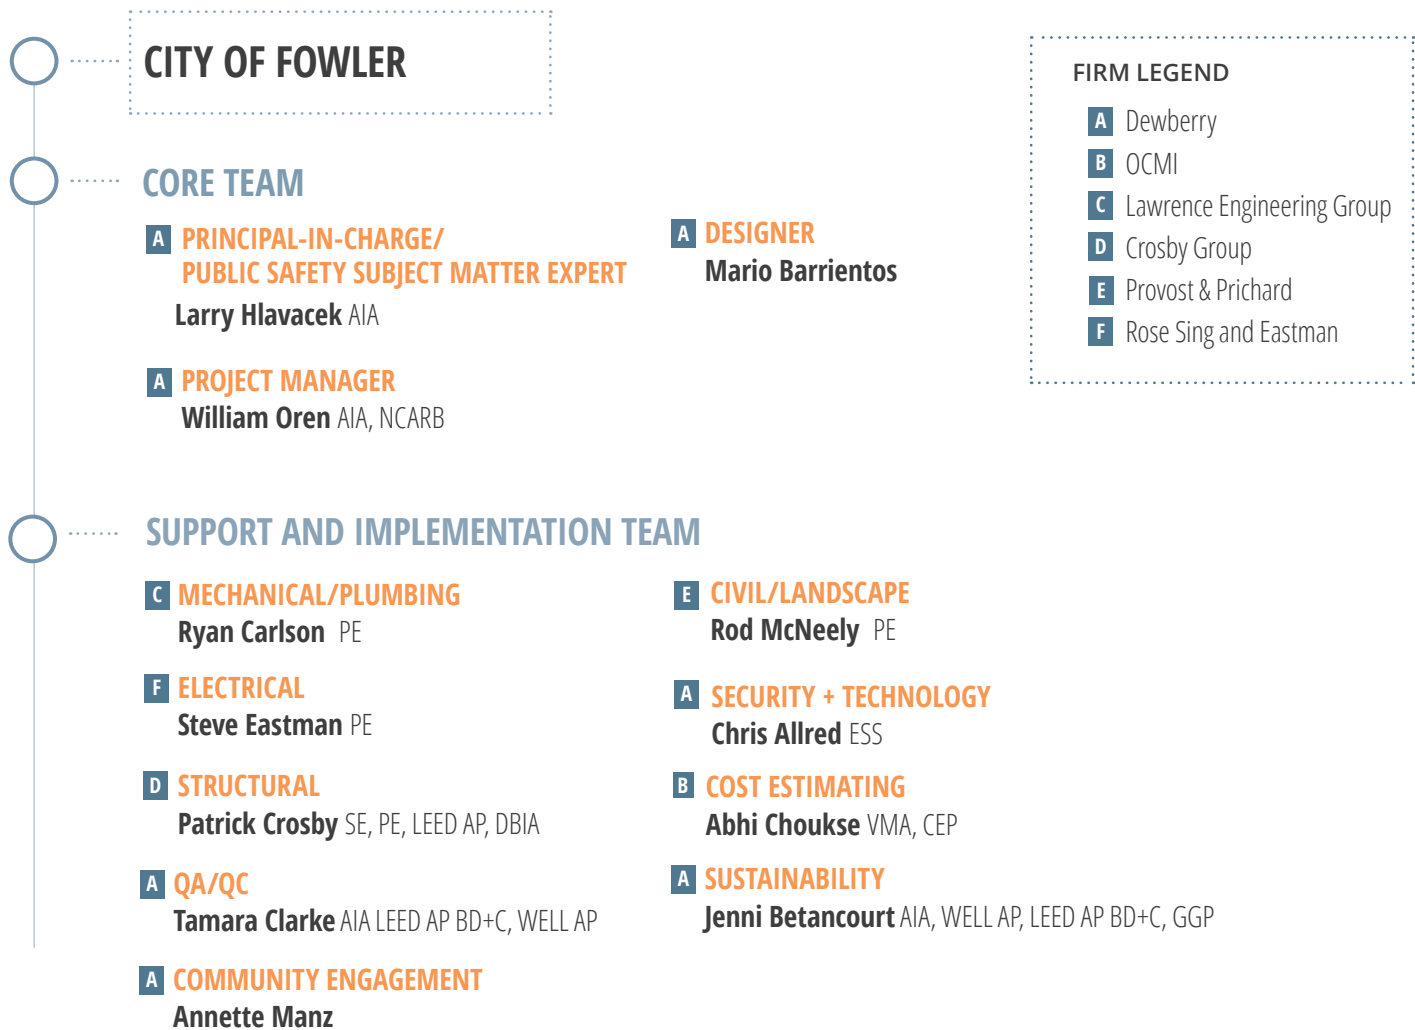 CITY OF FOWLER
FIRM LEGEND
A Dewberry
B OCMI
C Lawrence Engineering Group
D Crosby Group
E Provost & Prichard
F Rose Sing and Eastman
CORE TEAM
A PRINCIPAL-IN-CHARGE/
PUBLIC SAFETY SUBJECT MATTER EXPERT
Larry Hlavacek AIA
A DESIGNER
Mario Barrientos
A PROJECT MANAGER
William Oren AIA, NCARB
SUPPORT AND IMPLEMENTATION TEAM
C MECHANICAL/PLUMBING
Ryan Carlson PE
F ELECTRICAL
Steve Eastman PE
D STRUCTURAL
Patrick Crosby SE, PE, LEED AP, DBIA
A QA/QC
Tamara Clarke AIA LEED AP BD+C, WELL AP
A COMMUNITY ENGAGEMENT
Annette Manz
E CIVIL/LANDSCAPE
Rod McNeely PE
A SECURITY + TECHNOLOGY
Chris Allred ESS
B COST ESTIMATING
Abhi Choukse VMA, CEP
A SUSTAINABILITY
Jenni Betancourt AIA, WELL AP, LEED AP BD+C, GGP